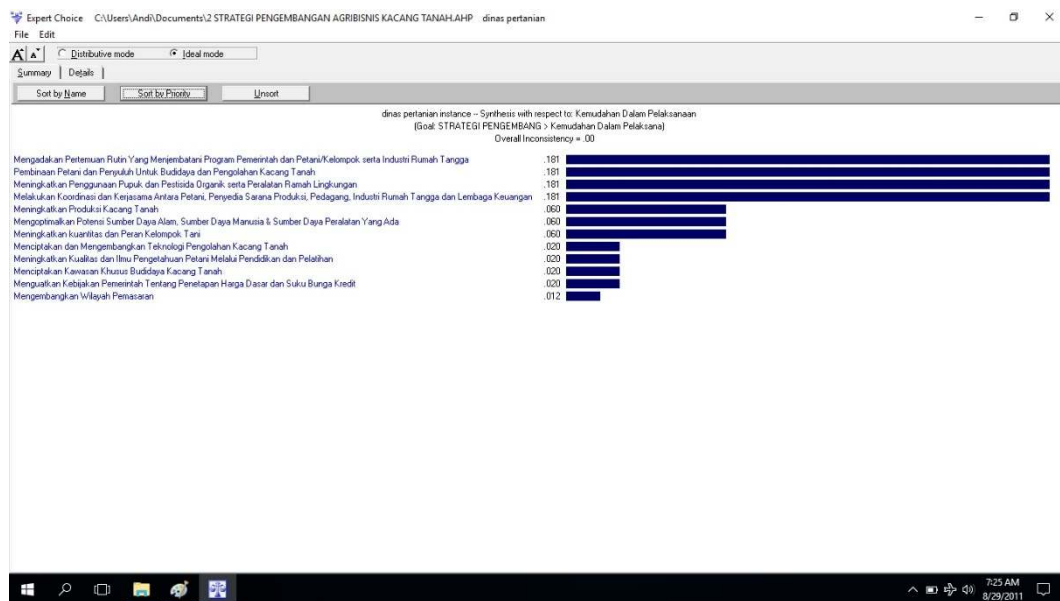 Expert Choice C:\Users\Andi\Documents\2 STRATEGI PENGEMBANGAN AGRIBISNIS KACANG TANAH.AHP dinas pertanian
File Edit
A A Distributive mode Ideal mode
Summary Details
Sort by Name Sort by Priority Unsort
dinas pertanian instance -- Synthesis with respect to: Kemudahan Dalam Pelaksanaan
(Goal: STRATEGI PENGEMBANG > Kemudahan Dalam Pelaksana)
Overall Inconsistency = .00
Mengadakan Pertemuan Rutin Yang Menjembatani Program Pemerintah dan Petani/Kelompok serta Industri Rumah Tangga .181
Pembinaan Petani dan Penyuluh Untuk Budidaya dan Pengolahan Kacang Tanah .181
Meningkatkan Penggunaan Pupuk dan Pestisida Organik serta Peralatan Ramah Lingkungan .181
Melakukan Koordinasi dan Kerjasama Antara Petani, Penyedia Sarana Produksi, Pedagang, Industri Rumah Tangga dan Lembaga Keuangan .181
Meningkatkan Produksi Kacang Tanah .060
Mengoptimalkan Potensi Sumber Daya Alam, Sumber Daya Manusia & Sumber Daya Peralatan Yang Ada .060
Meningkatkan kuantitas dan Peran Kelompok Tani .060
Menciptakan dan Mengembangkan Teknologi Pengolahan Kacang Tanah .020
Meningkatkan Kualitas dan Ilmu Pengetahuan Petani Melalui Pendidikan dan Pelatihan .020
Menciptakan Kawasan Khusus Budidaya Kacang Tanah .020
Menguatkan Kebijakan Pemerintah Tentang Penetapan Harga Dasar dan Suku Bunga Kredit .020
Mengembangkan Wilayah Pemasaran .012
7:25 AM
8/29/2011